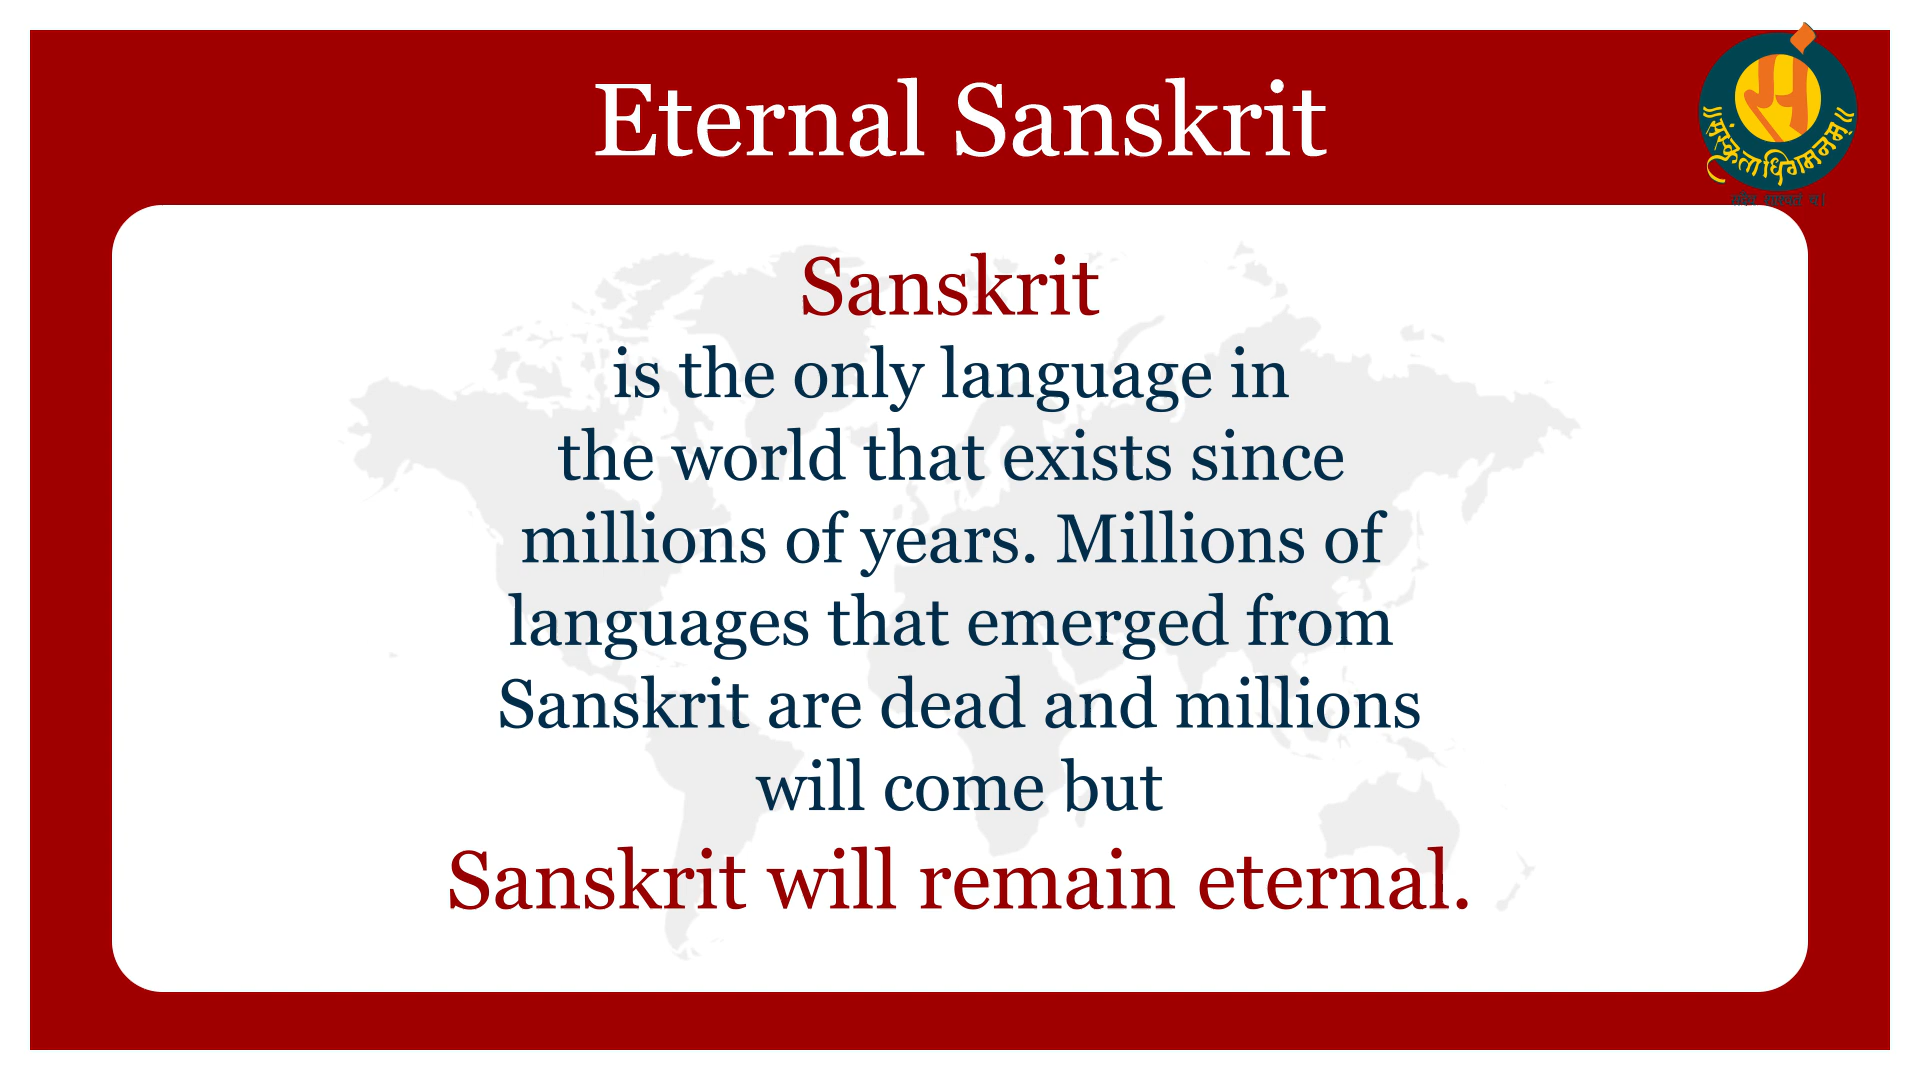 Eternal Sanskrit
सं
॥संस्कृताधिगमनम्॥
Sanskrit
is the only language in
the world that exists since
millions of years. Millions of
languages that emerged from
Sanskrit are dead and millions
will come but
Sanskrit will remain eternal.